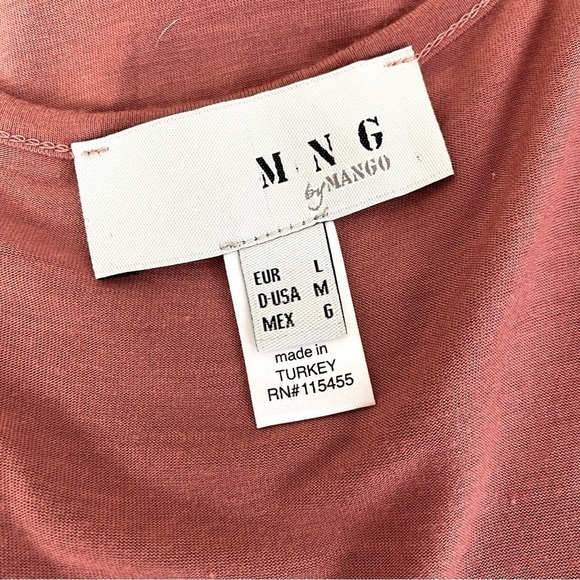 M N G
by MANGO
EUR L
D-USA M
MEX G
made in
TURKEY
RN#115455